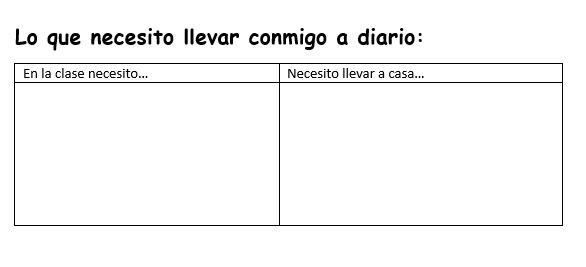 Lo que necesito llevar conmigo a diario:
En la clase necesito... Necesito llevar a casa...